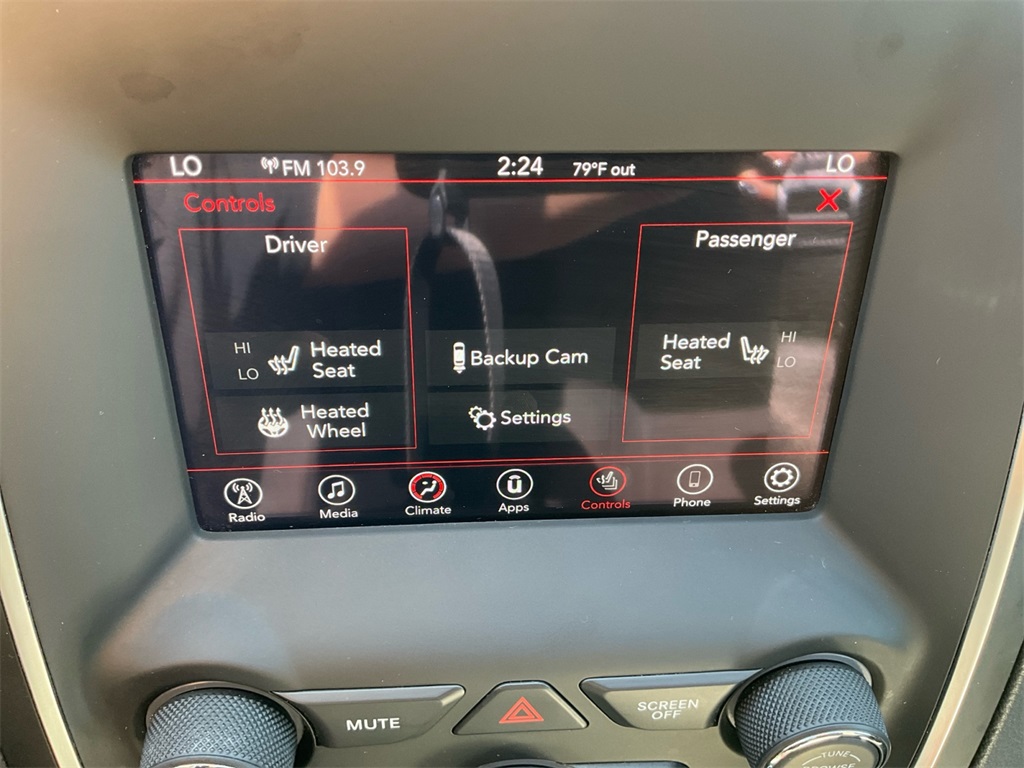 LO FM 103.9 2:24 79°F out LO
Controls X
Driver
Passenger
HI
LO
Heated
Seat
Backup Cam
Heated
Seat
HI
LO
Heated
Wheel
Settings
Radio Media Climate Apps Controls Phone Settings
MUTE
SCREEN
OFF
TUNE
BROWSE